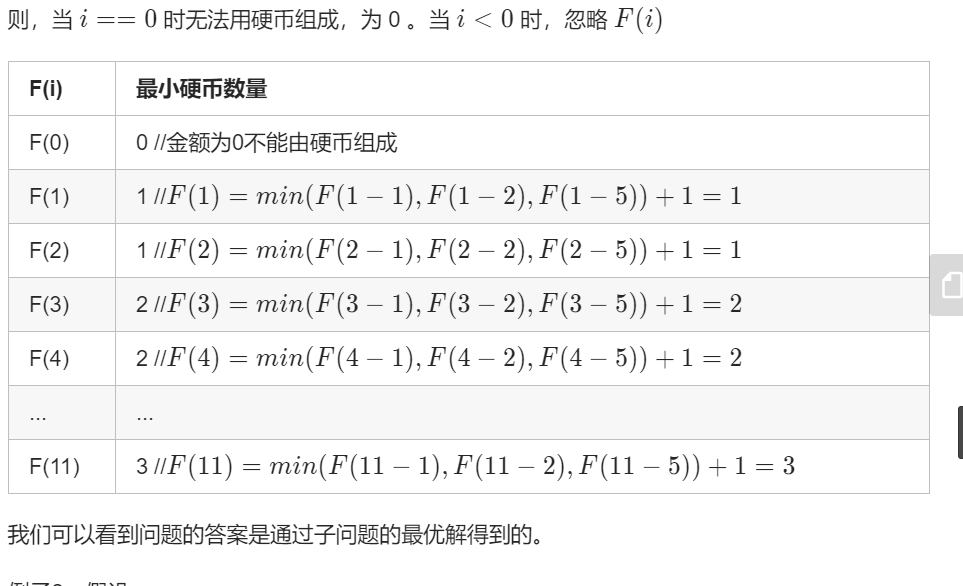 则，当 i == 0 时无法用硬币组成，为 0 。当 i < 0 时，忽略 F(i)
F(i) 最小硬币数量
F(0) 0 //金额为0不能由硬币组成
F(1) 1 //F(1) = min(F(1 − 1), F(1 − 2), F(1 − 5)) + 1 = 1
F(2) 1 //F(2) = min(F(2 − 1), F(2 − 2), F(2 − 5)) + 1 = 1
F(3) 2 //F(3) = min(F(3 − 1), F(3 − 2), F(3 − 5)) + 1 = 2
F(4) 2 //F(4) = min(F(4 − 1), F(4 − 2), F(4 − 5)) + 1 = 2
... ...
F(11) 3 //F(11) = min(F(11 − 1), F(11 − 2), F(11 − 5)) + 1 = 3
我们可以看到问题的答案是通过子问题的最优解得到的。